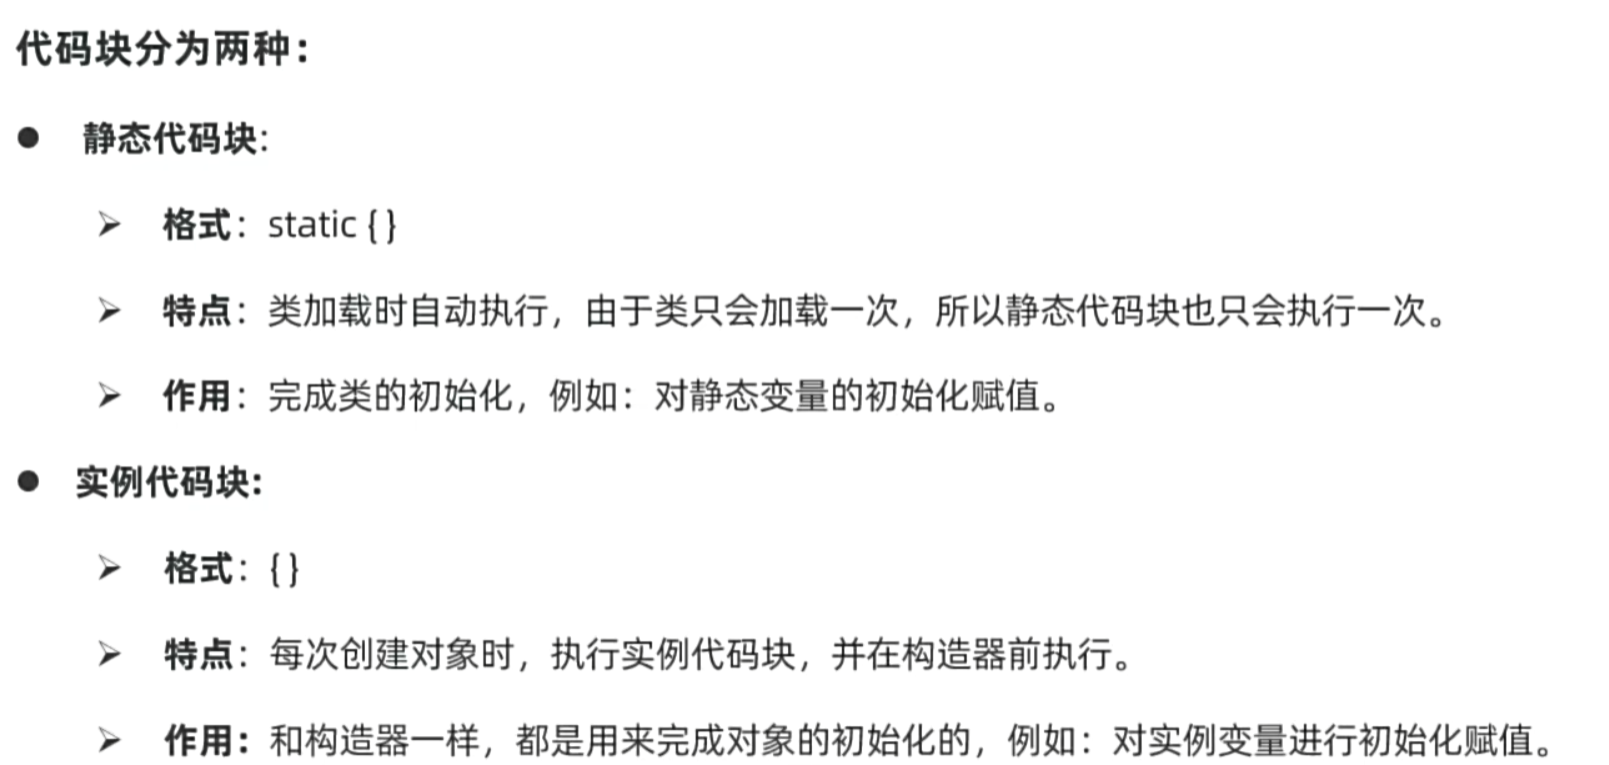 代码块分为两种：
● 静态代码块：
➢ 格式：static { }
➢ 特点：类加载时自动执行，由于类只会加载一次，所以静态代码块也只会执行一次。
➢ 作用：完成类的初始化，例如：对静态变量的初始化赋值。
● 实例代码块:
➢ 格式：{ }
➢ 特点：每次创建对象时，执行实例代码块，并在构造器前执行。
➢ 作用：和构造器一样，都是用来完成对象的初始化的，例如：对实例变量进行初始化赋值。